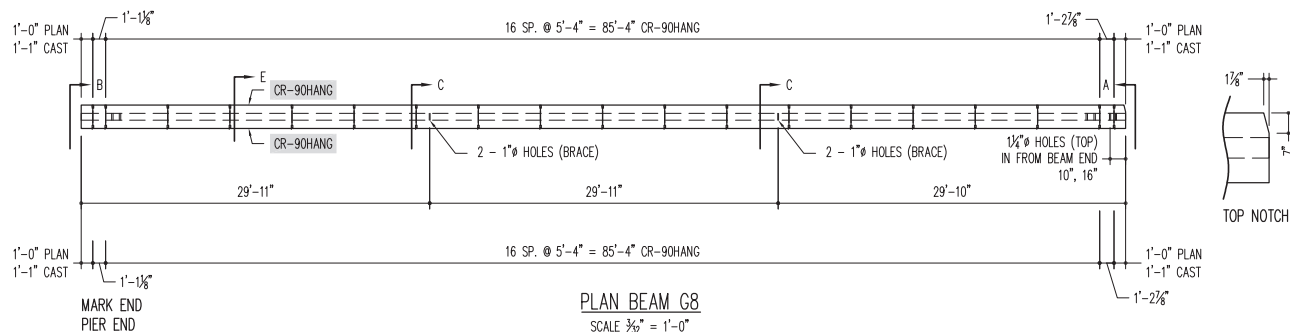 1'-0" PLAN
1'-1" CAST
1'-1⅛"
16 SP. @ 5'-4" = 85'-4" CR-90HANG
1'-2⅞"
1'-0" PLAN
1'-1" CAST
B
E
CR-90HANG
C
C
A
1⅞"
CR-90HANG
2 - 1"ø HOLES (BRACE)
2 - 1"ø HOLES (BRACE)
1¼"ø HOLES (TOP)
IN FROM BEAM END
10", 16"
7"
29'-11"
29'-11"
29'-10"
TOP NOTCH
1'-0" PLAN
1'-1" CAST
1'-1⅛"
16 SP. @ 5'-4" = 85'-4" CR-90HANG
1'-0" PLAN
1'-1" CAST
1'-2⅞"
MARK END
PIER END
PLAN BEAM G8
SCALE 3/32" = 1'-0"